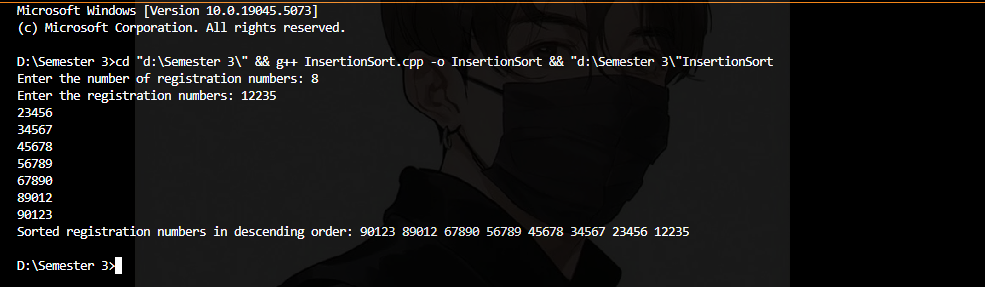 Microsoft Windows [Version 10.0.19045.5073]
(c) Microsoft Corporation. All rights reserved.
D:\Semester 3>cd "d:\Semester 3\" && g++ InsertionSort.cpp -o InsertionSort && "d:\Semester 3\"InsertionSort
Enter the number of registration numbers: 8
Enter the registration numbers: 12235
23456
34567
45678
56789
67890
89012
90123
Sorted registration numbers in descending order: 90123 89012 67890 56789 45678 34567 23456 12235
D:\Semester 3>